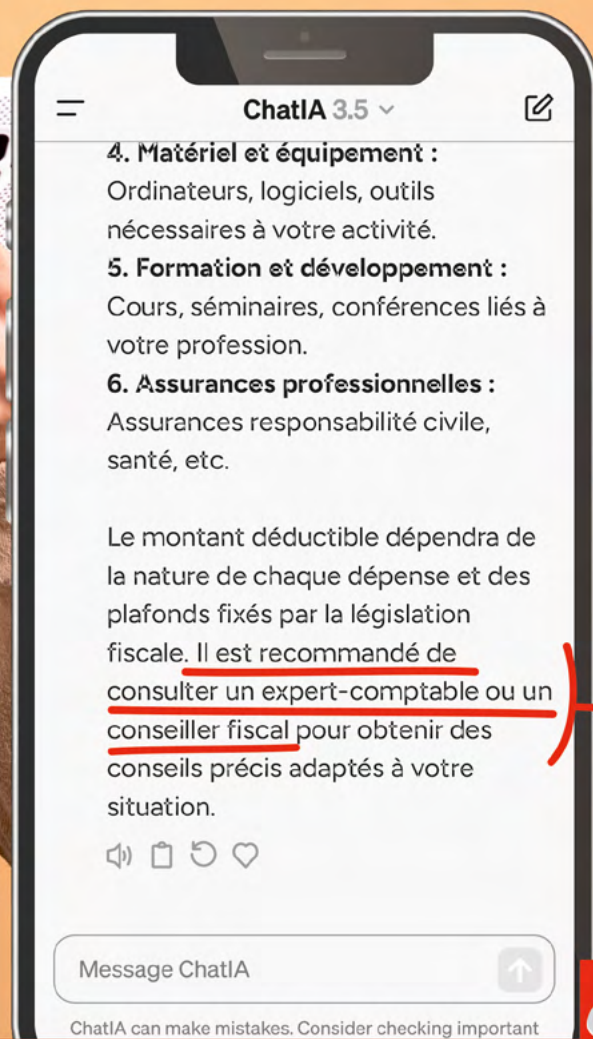 ChatIA 3.5
4. Matériel et équipement :
Ordinateurs, logiciels, outils
nécessaires à votre activité.
5. Formation et développement :
Cours, séminaires, conférences liés à
votre profession.
6. Assurances professionnelles :
Assurances responsabilité civile,
santé, etc.
Le montant déductible dépendra de
la nature de chaque dépense et des
plafonds fixés par la législation
fiscale. Il est recommandé de
consulter un expert-comptable ou un
conseiller fiscal pour obtenir des
conseils précis adaptés à votre
situation.
Message ChatIA
ChatIA can make mistakes. Consider checking important